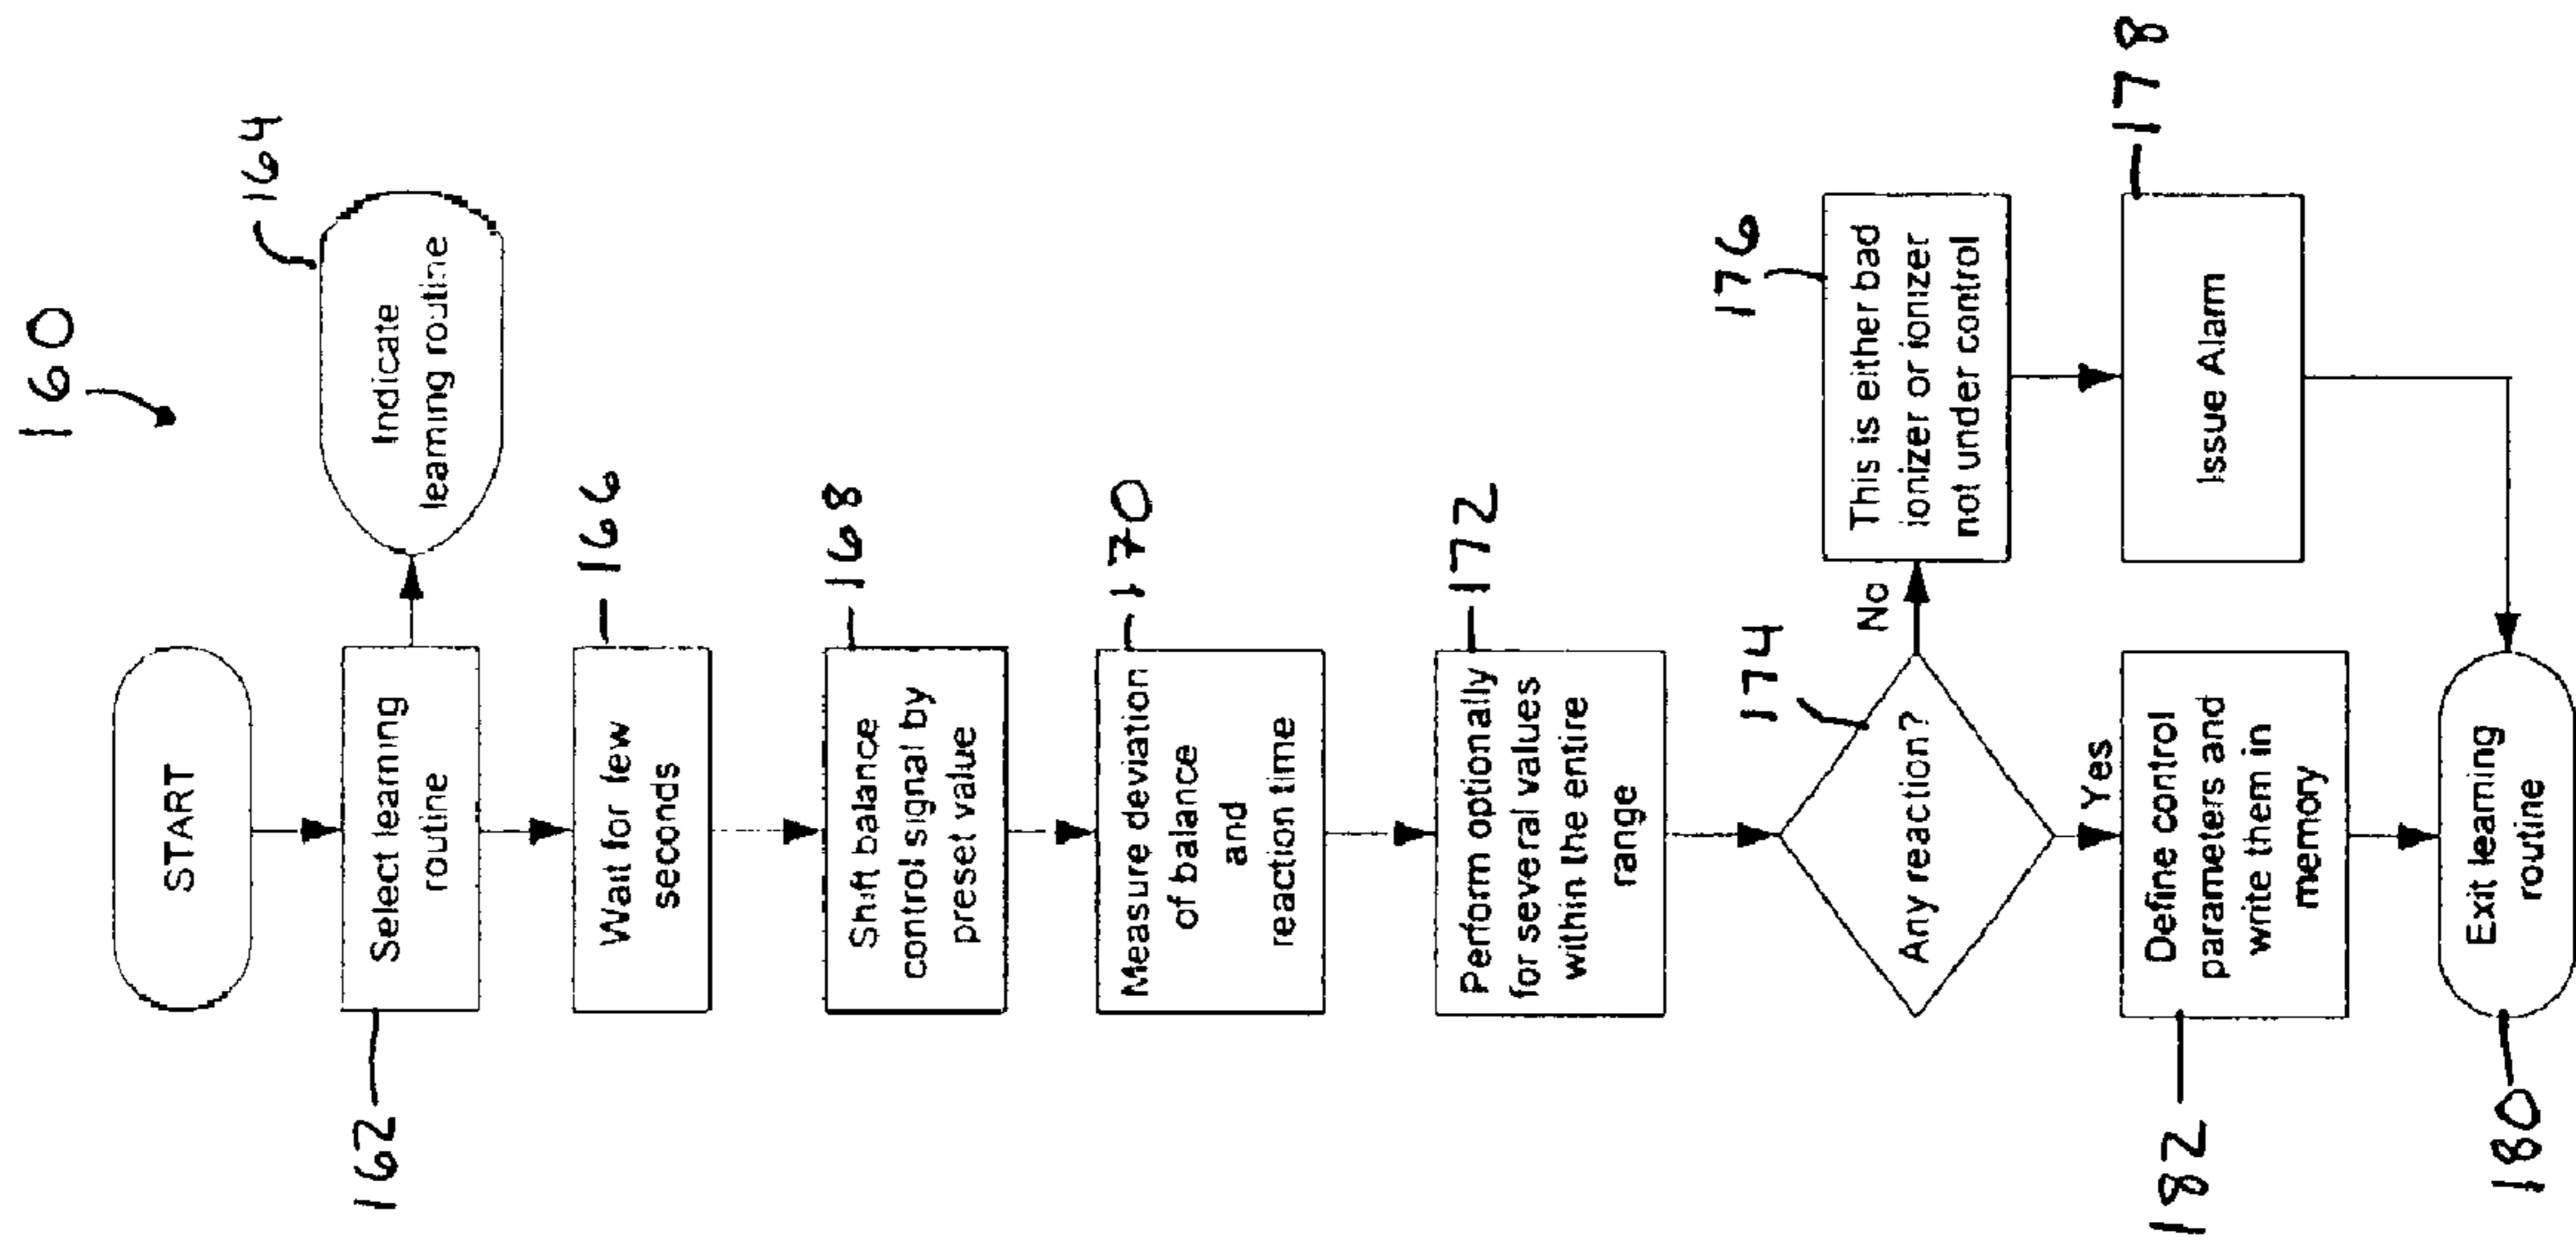 160
START
162
Select learning
routine
164
Indicate
learning routine
166
Wait for few
seconds
168
Shift balance
control signal by
preset value
170
Measure deviation
of balance
and
reaction time
172
Perform optionally
for several values
within the entire
range
174
Any reaction?
No
176
This is either bad
ionizer or ionizer
not under control
178
Issue Alarm
Yes
182
Define control
parameters and
write them in
memory
180
Exit learning
routine